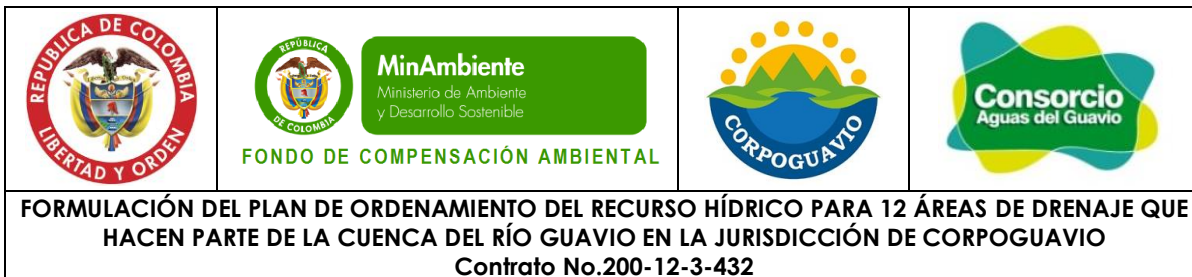 REPUBLICA DE COLOMBIA
LIBERTAD Y ORDEN
REPÚBLICA
DE COLOMBIA
MinAmbiente
Ministerio de Ambiente
y Desarrollo Sostenible
FONDO DE COMPENSACIÓN AMBIENTAL
CORPOGUAVIO
Consorcio
Aguas del Guavio
FORMULACIÓN DEL PLAN DE ORDENAMIENTO DEL RECURSO HÍDRICO PARA 12 ÁREAS DE DRENAJE QUE
HACEN PARTE DE LA CUENCA DEL RÍO GUAVIO EN LA JURISDICCIÓN DE CORPOGUAVIO
Contrato No.200-12-3-432